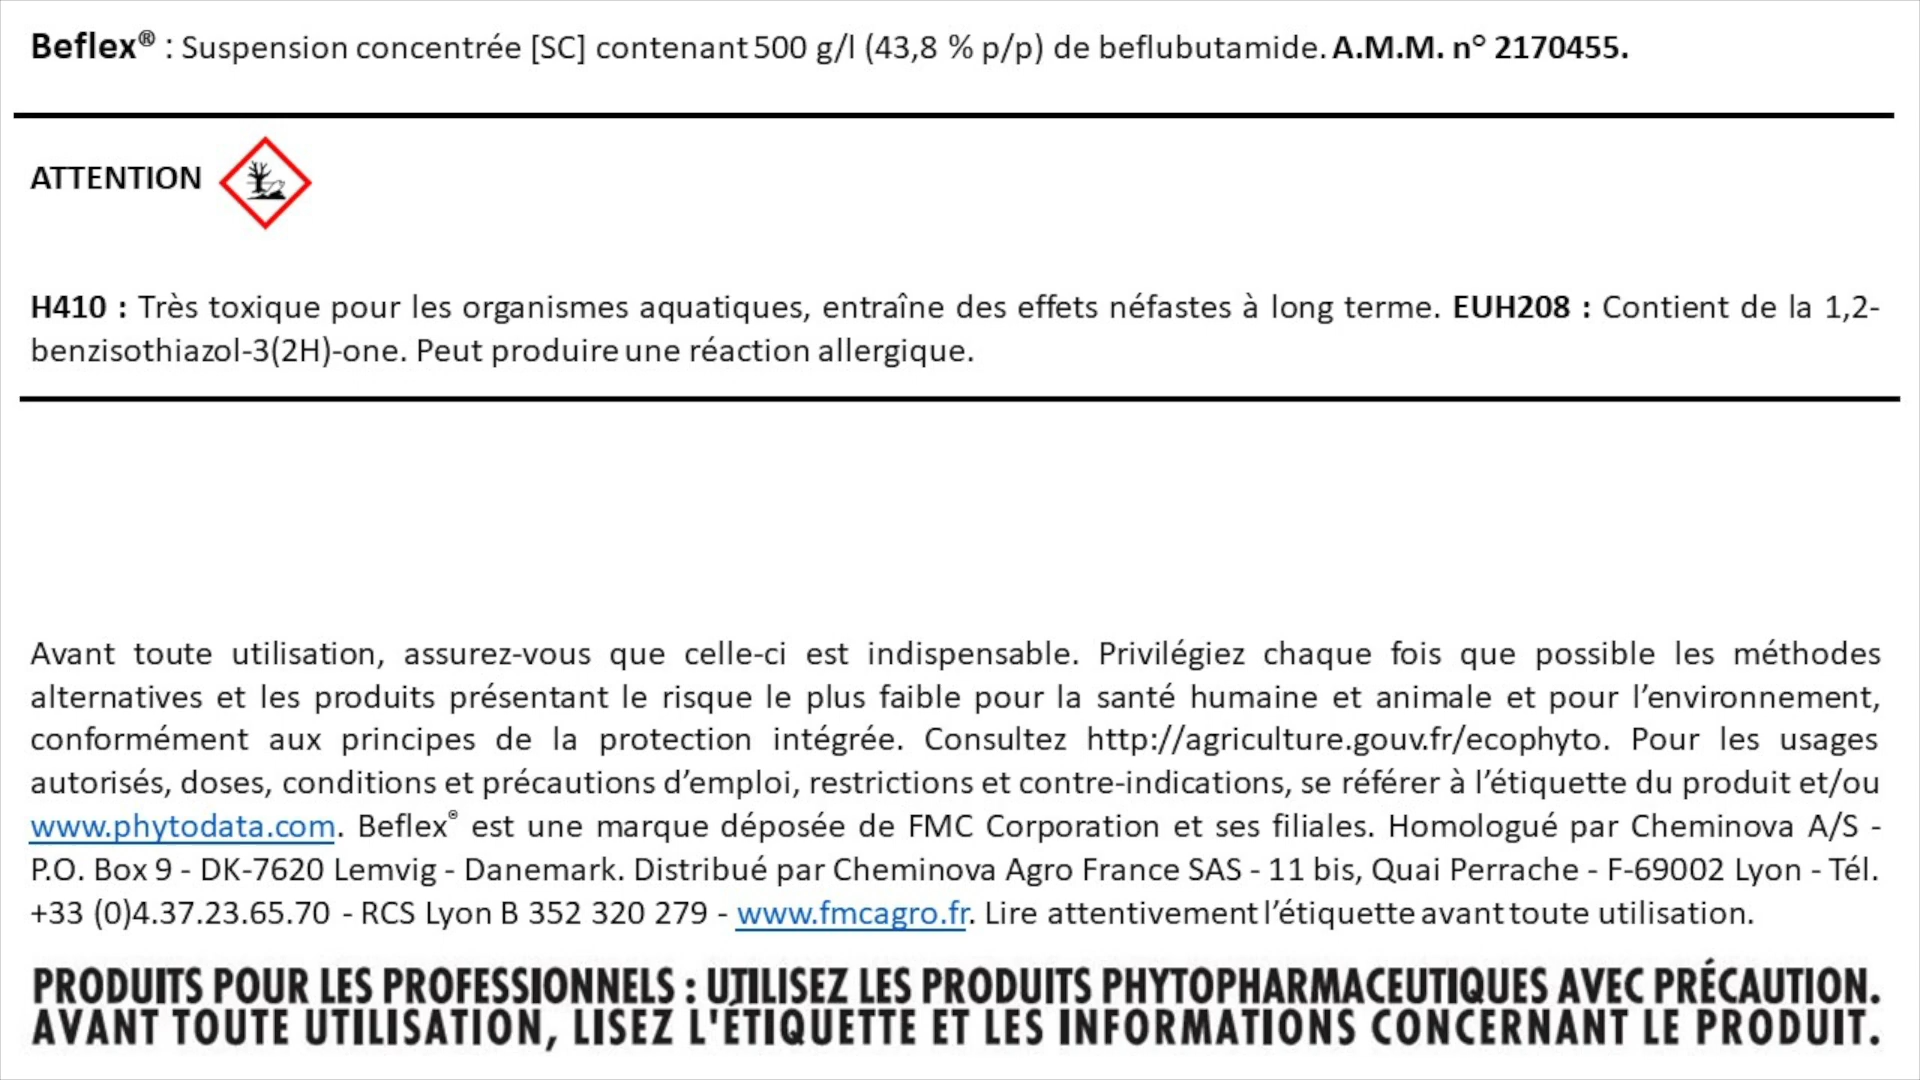 Beflex® : Suspension concentrée [SC] contenant 500 g/l (43,8 % p/p) de beflubutamide. A.M.M. n° 2170455.
ATTENTION
H410 : Très toxique pour les organismes aquatiques, entraîne des effets néfastes à long terme. EUH208 : Contient de la 1,2-
benzisothiazol-3(2H)-one. Peut produire une réaction allergique.
Avant toute utilisation, assurez-vous que celle-ci est indispensable. Privilégiez chaque fois que possible les méthodes
alternatives et les produits présentant le risque le plus faible pour la santé humaine et animale et pour l’environnement,
conformément aux principes de la protection intégrée. Consultez http://agriculture.gouv.fr/ecophyto. Pour les usages
autorisés, doses, conditions et précautions d’emploi, restrictions et contre-indications, se référer à l’étiquette du produit et/ou
www.phytodata.com. Beflex® est une marque déposée de FMC Corporation et ses filiales. Homologué par Cheminova A/S -
P.O. Box 9 - DK-7620 Lemvig - Danemark. Distribué par Cheminova Agro France SAS - 11 bis, Quai Perrache - F-69002 Lyon - Tél.
+33 (0)4.37.23.65.70 - RCS Lyon B 352 320 279 - www.fmcagro.fr. Lire attentivement l’étiquette avant toute utilisation.
PRODUITS POUR LES PROFESSIONNELS : UTILISEZ LES PRODUITS PHYTOPHARMACEUTIQUES AVEC PRÉCAUTION.
AVANT TOUTE UTILISATION, LISEZ L'ÉTIQUETTE ET LES INFORMATIONS CONCERNANT LE PRODUIT.